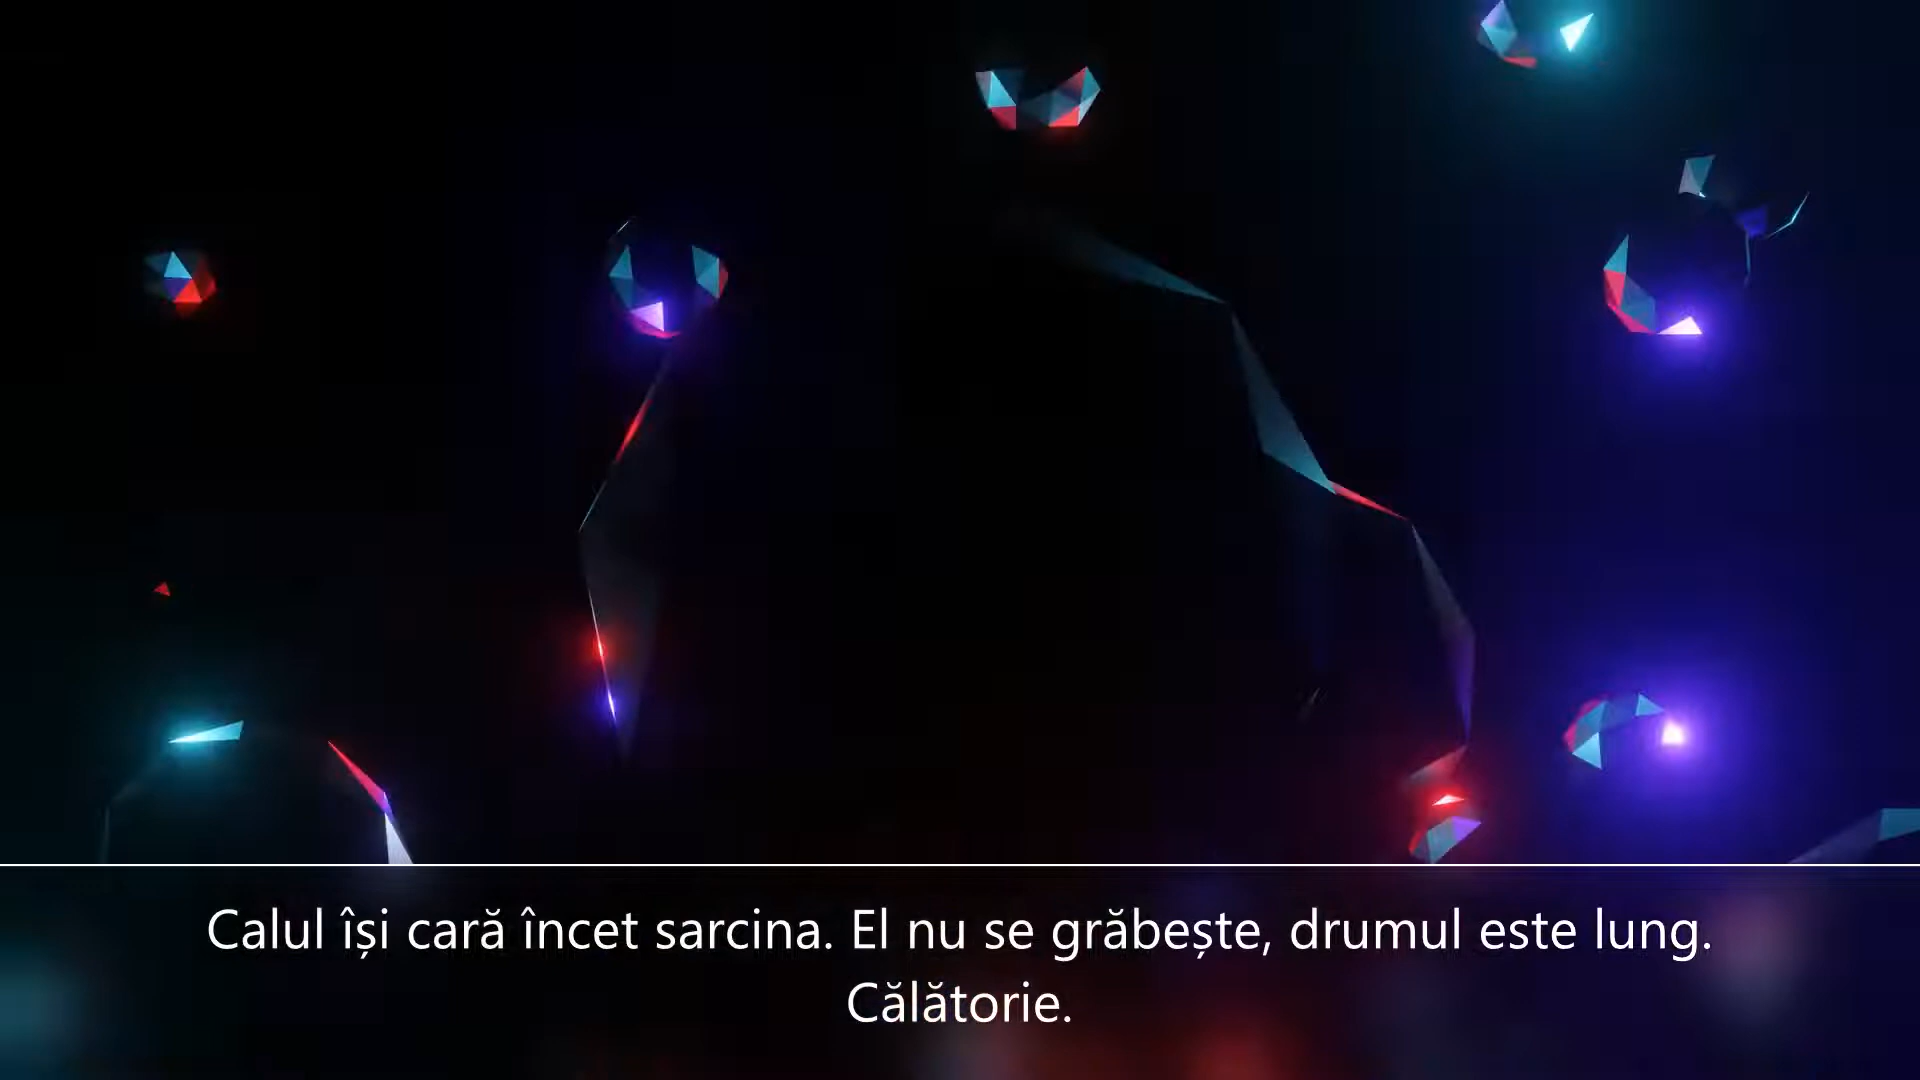 Calul își cară încet sarcina. El nu se grăbește, drumul este lung.
Călătorie.